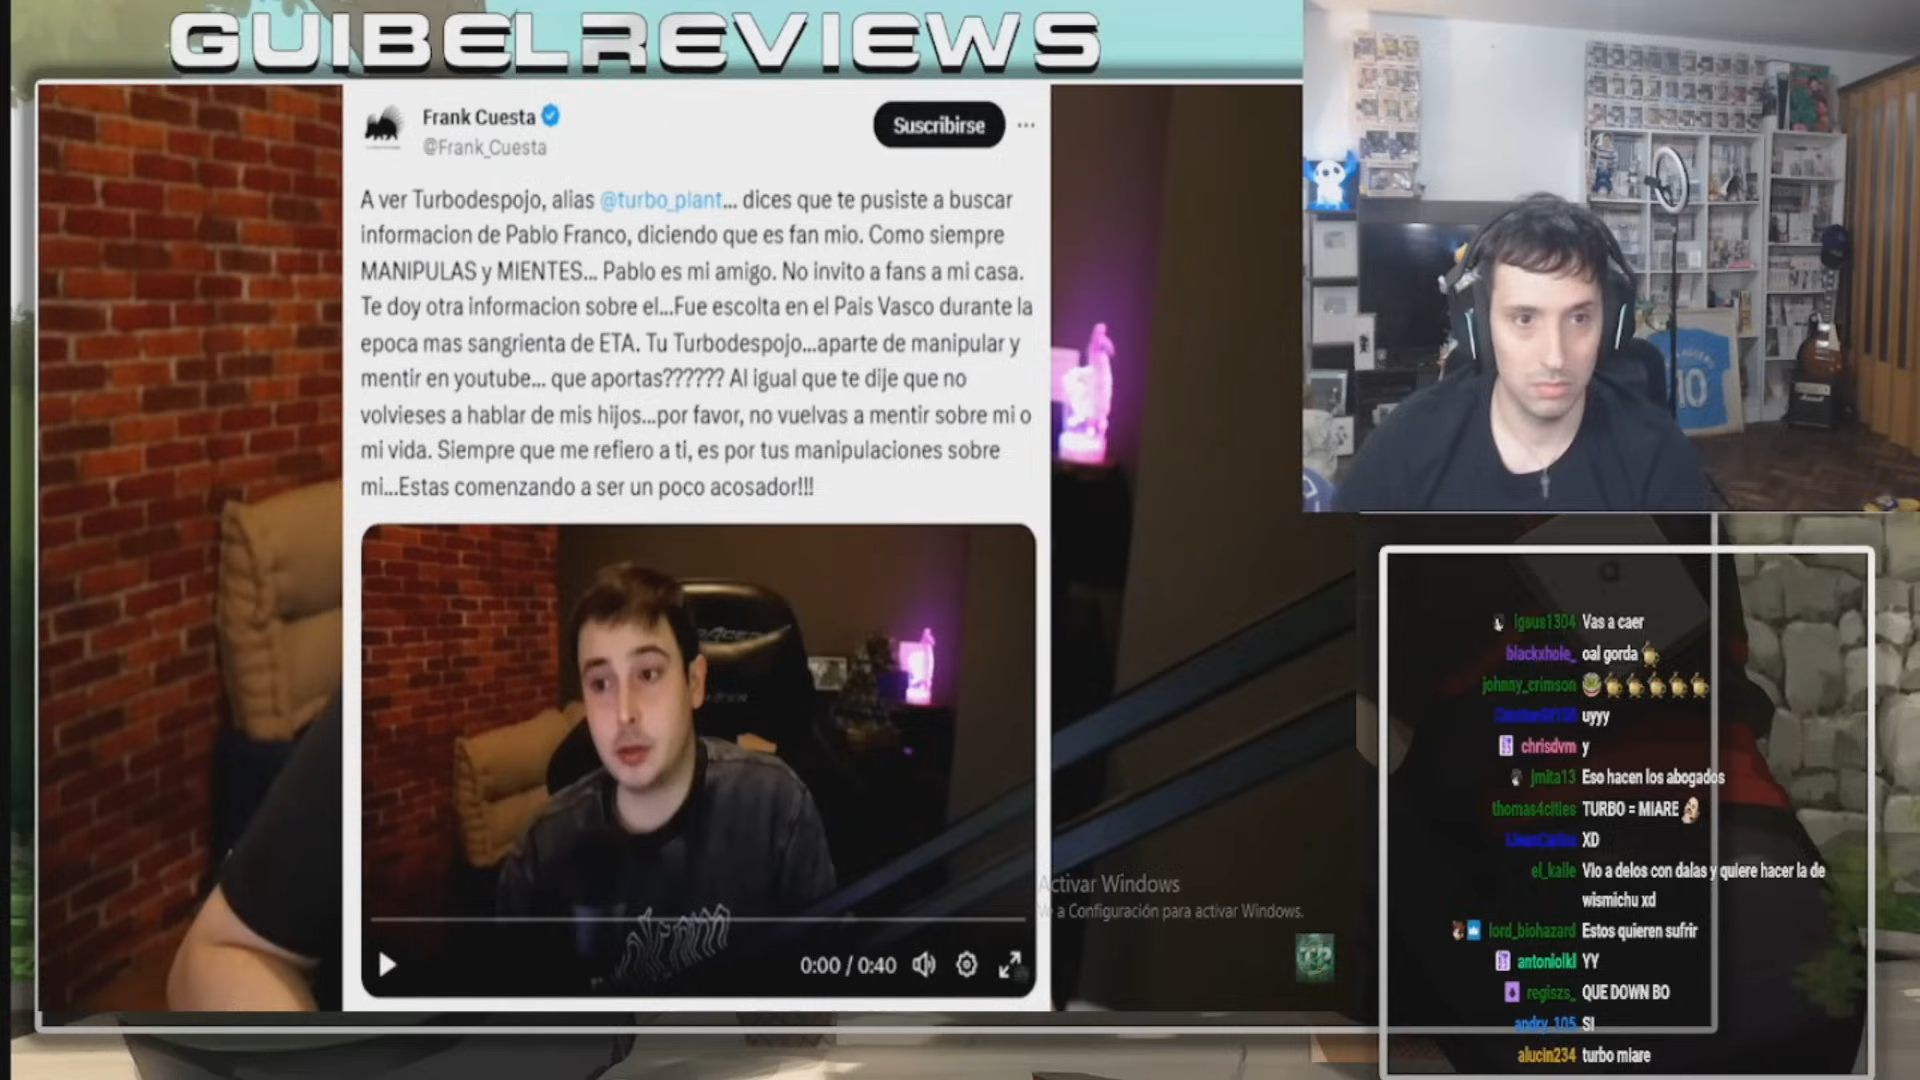 GUIBELREVIEWS
Frank Cuesta
@Frank_Cuesta
Suscribirse
A ver Turbodespojo, alias @turbo_plant... dices que te pusiste a buscar
informacion de Pablo Franco, diciendo que es fan mio. Como siempre
MANIPULAS y MIENTES... Pablo es mi amigo. No invito a fans a mi casa.
Te doy otra informacion sobre el...Fue escolta en el Pais Vasco durante la
epoca mas sangrienta de ETA. Tu Turbodespojo...aparte de manipular y
mentir en youtube... que aportas?????? Al igual que te dije que no
volvieses a hablar de mis hijos...por favor, no vuelvas a mentir sobre mi o
mi vida. Siempre que me refiero a ti, es por tus manipulaciones sobre
mi...Estas comenzando a ser un poco acosador!!!
0:00 / 0:40
Activar Windows
Ve a Configuración para activar Windows.
10
igsus1304 Vas a caer
blackxhole_ oal gorda
johnny_crimson
uyyy
chrisdvm y
jmita13 Eso hacen los abogados
thomas4cities TURBO = MIARE
XD
el_kalle Vio a delos con dalas y quiere hacer la de
wismichu xd
lord_biohazard Estos quieren sufrir
antoniolkl YY
regiszs_ QUE DOWN BO
andry_105 SI
alucin234 turbo miare